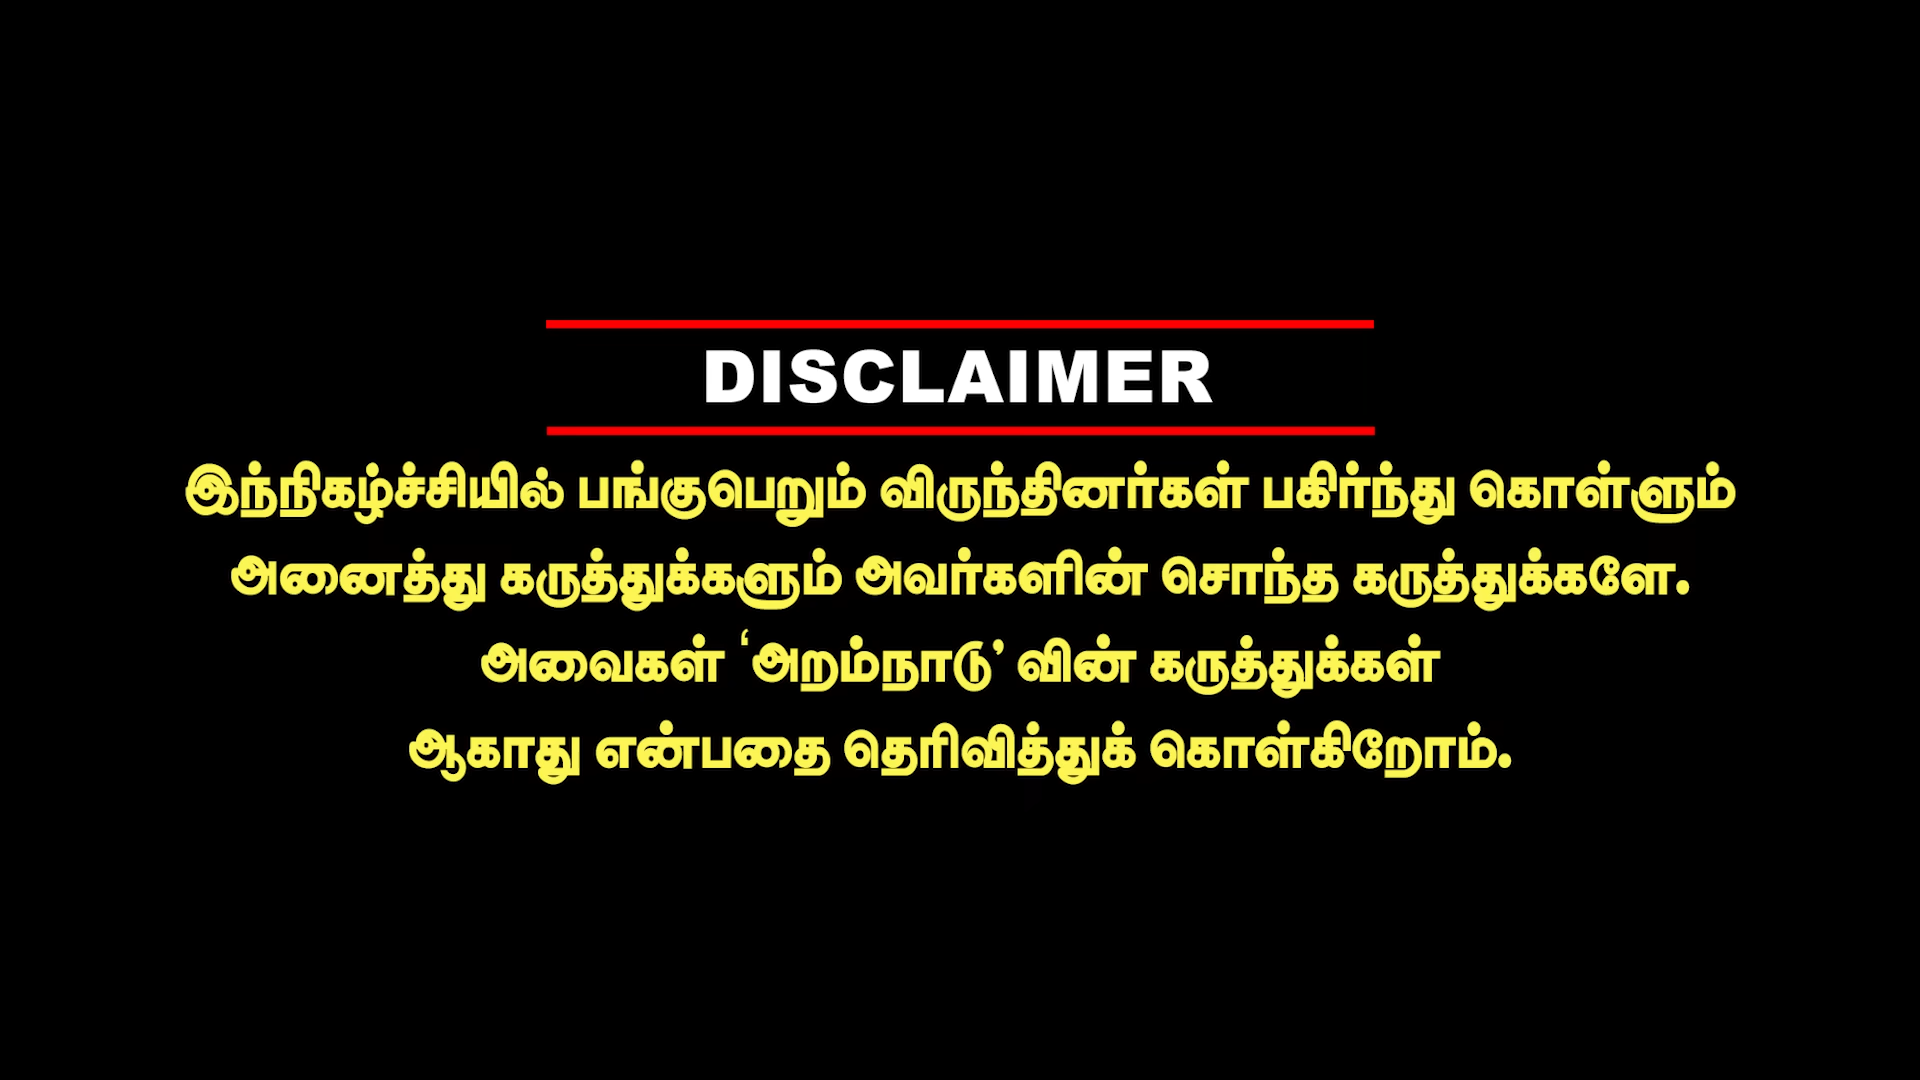 DISCLAIMER
இந்நிகழ்ச்சியில் பங்குபெறும் விருந்தினர்கள் பகிர்ந்து கொள்ளும்
அனைத்து கருத்துக்களும் அவர்களின் சொந்த கருத்துக்களே.
அவைகள் ‘அறம்நாடு’ வின் கருத்துக்கள்
ஆகாது என்பதை தெரிவித்துக் கொள்கிறோம்.